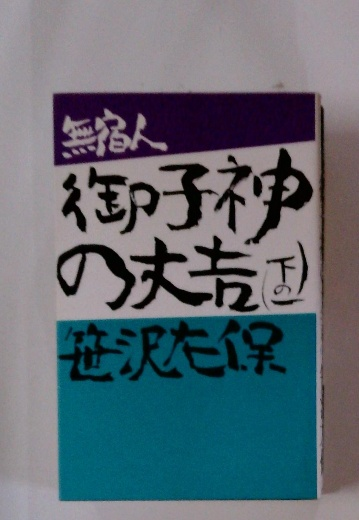 無宿人
御子神
の丈吉(下の一)
笹沢左保